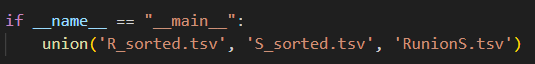 if __name__ == "__main__":
    union('R_sorted.tsv', 'S_sorted.tsv', 'RunionS.tsv')